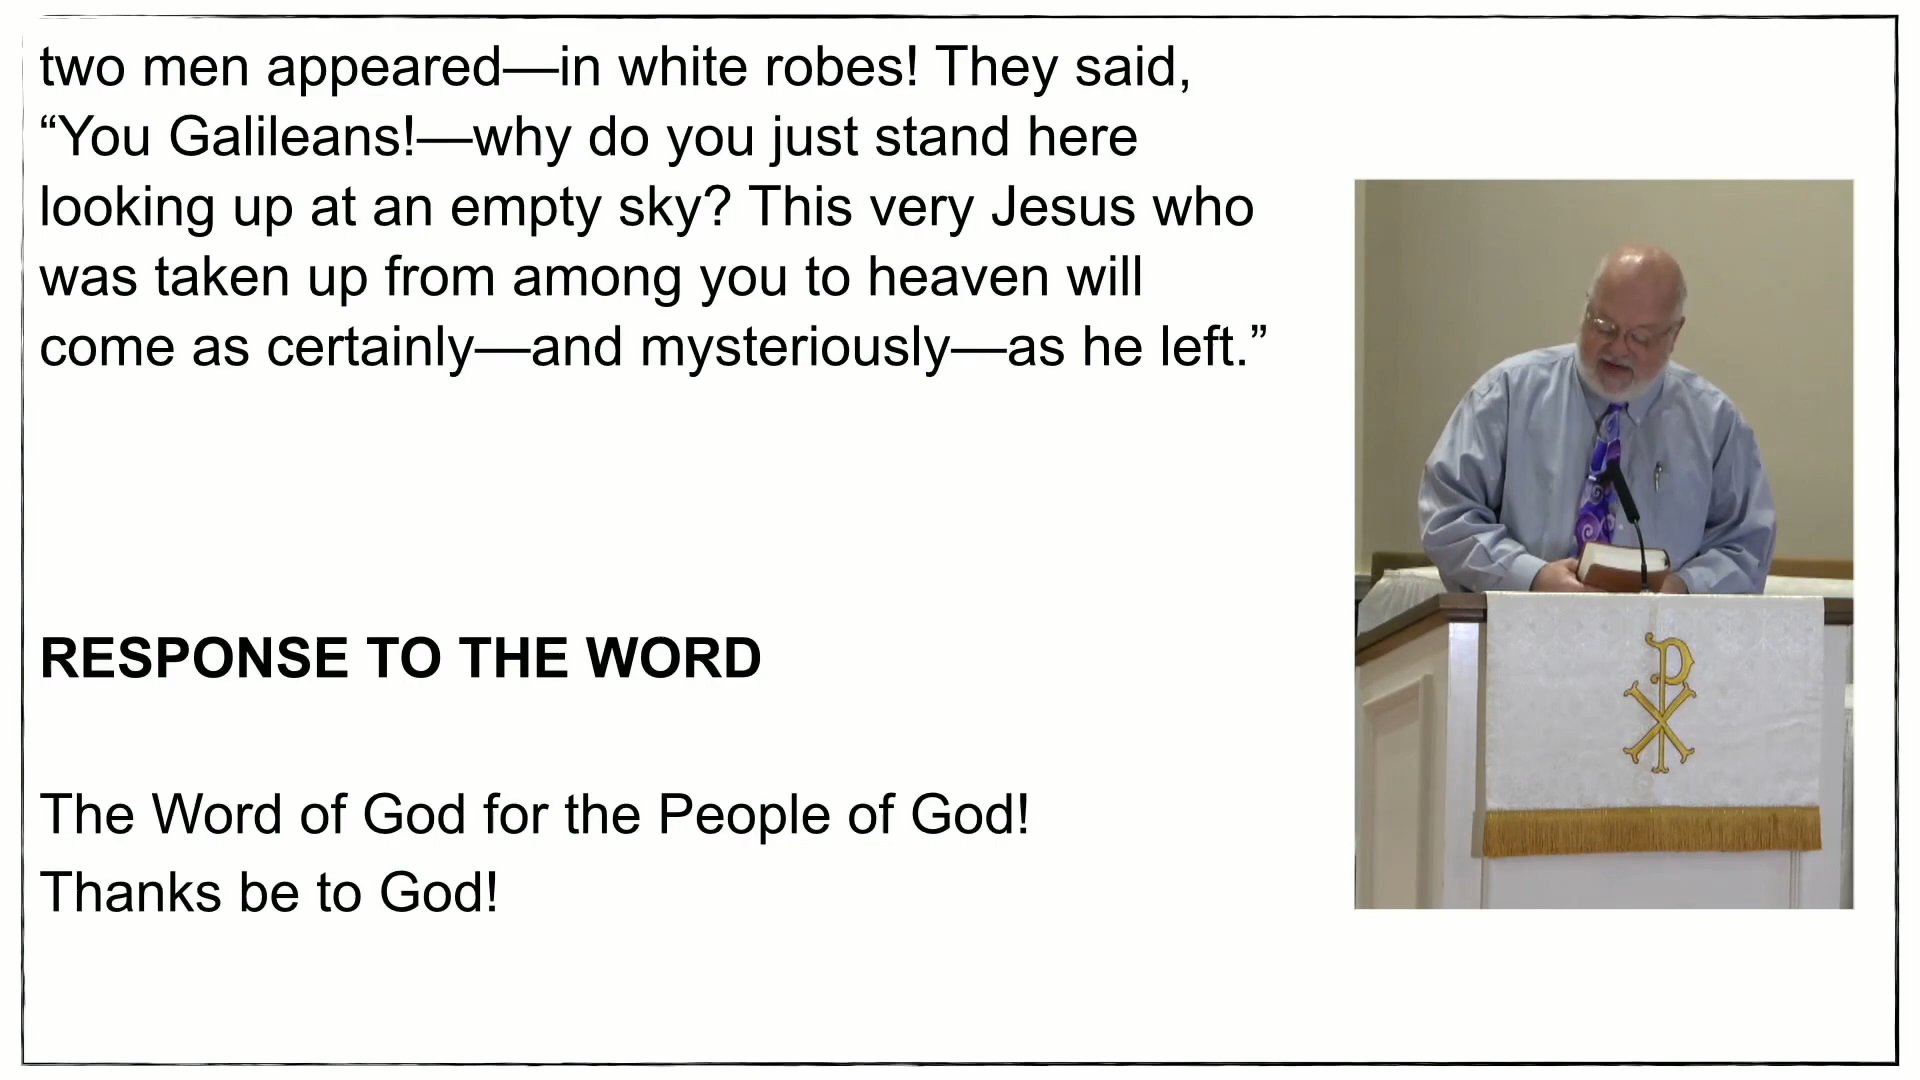 two men appeared—in white robes! They said,
“You Galileans!—why do you just stand here
looking up at an empty sky? This very Jesus who
was taken up from among you to heaven will
come as certainly—and mysteriously—as he left.”
RESPONSE TO THE WORD
The Word of God for the People of God!
Thanks be to God!